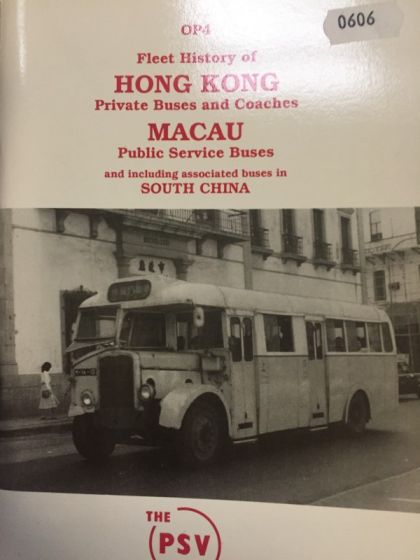 OP4
0606
Fleet History of
HONG KONG
Private Buses and Coaches
MACAU
Public Service Buses
and including associated buses in
SOUTH CHINA
THE
PSV